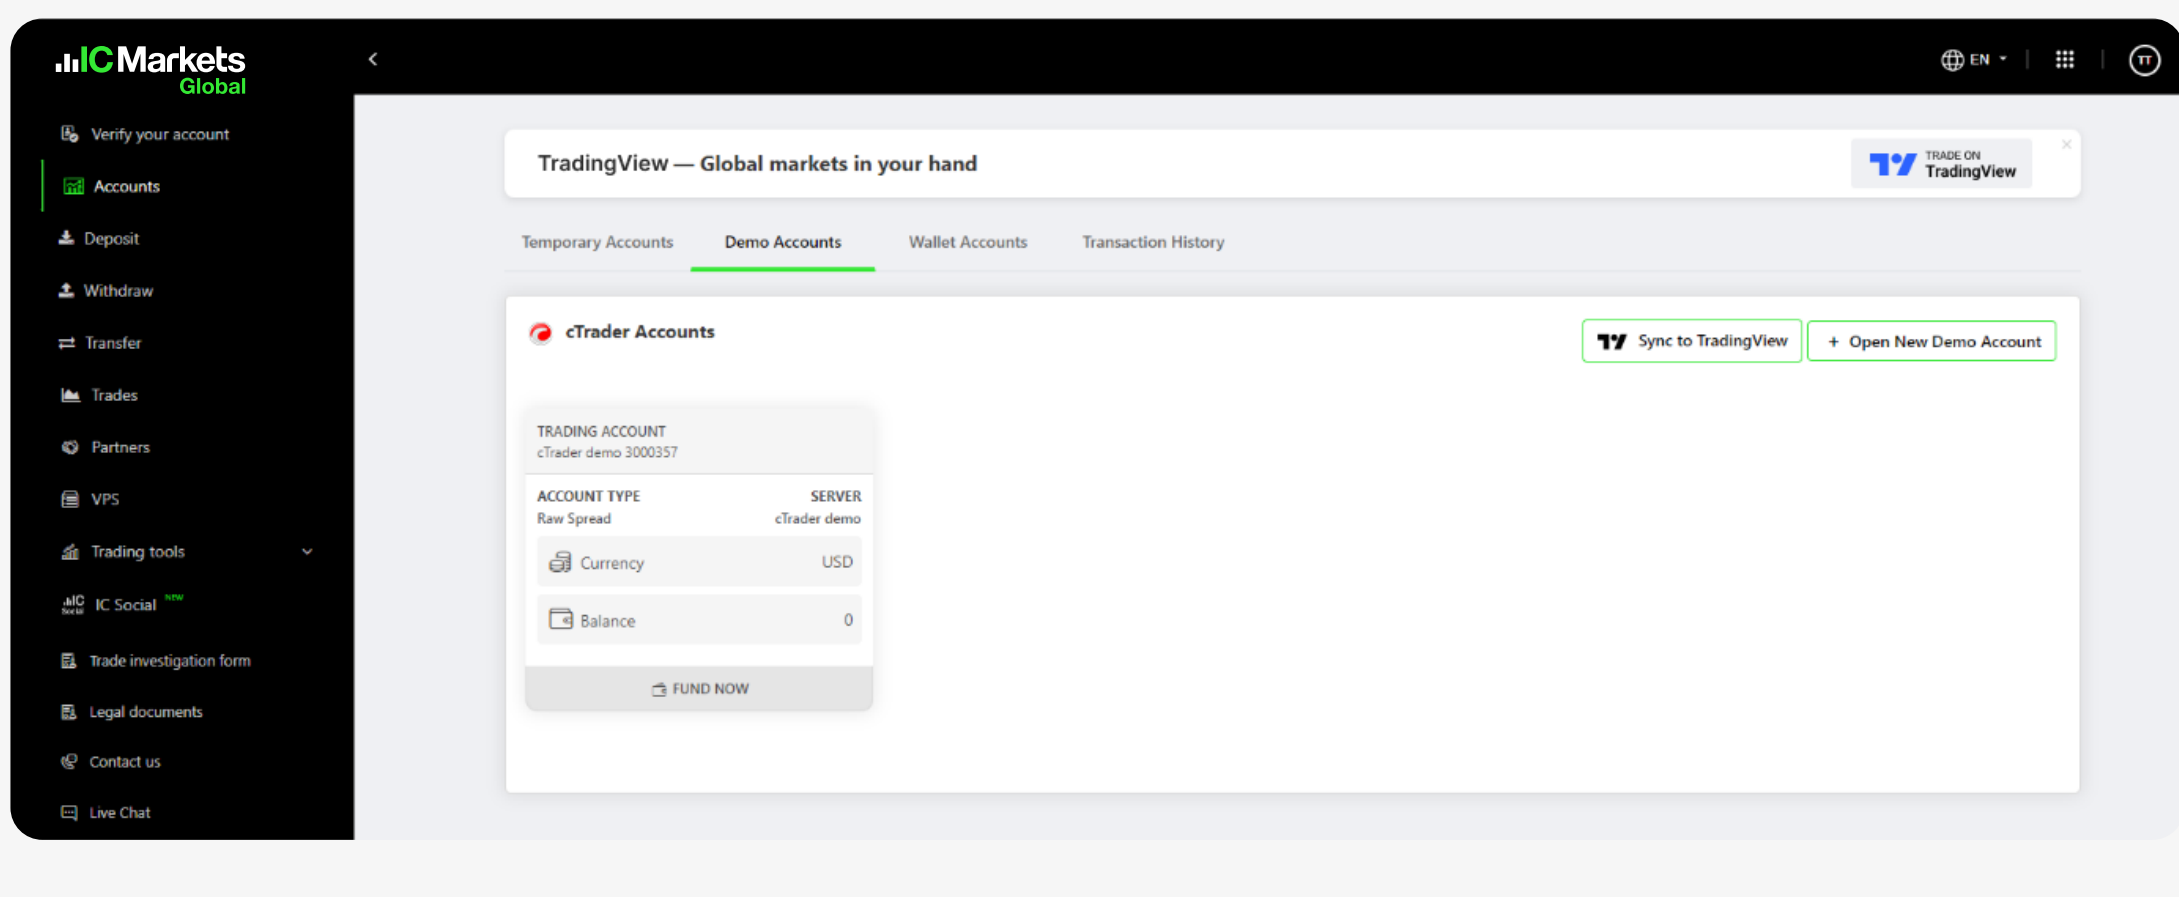 IC Markets
Global
EN
TT
Verify your account
Accounts
Deposit
Withdraw
Transfer
Trades
Partners
VPS
Trading tools
IC Social
IC Social NEW
Trade investigation form
Legal documents
Contact us
Live Chat
TradingView — Global markets in your hand
TRADE ON
TradingView
Temporary Accounts
Demo Accounts
Wallet Accounts
Transaction History
cTrader Accounts
Sync to TradingView
+ Open New Demo Account
TRADING ACCOUNT
cTrader demo 3000357
ACCOUNT TYPE SERVER
Raw Spread cTrader demo
Currency USD
Balance 0
FUND NOW